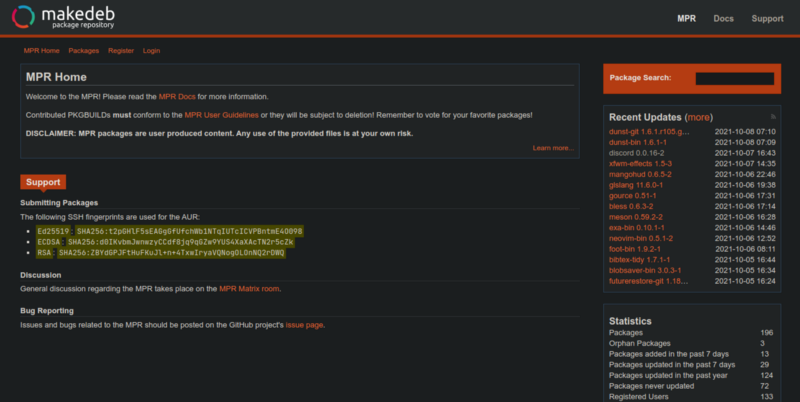 makedeb
package repository
MPR Docs Support
MPR Home Packages Register Login
MPR Home
Welcome to the MPR! Please read the MPR Docs for more information.
Contributed PKGBUILDs must conform to the MPR User Guidelines or they will be subject to deletion! Remember to vote for your favorite packages!
DISCLAIMER: MPR packages are user produced content. Any use of the provided files is at your own risk.
Learn more...
Support
Submitting Packages
The following SSH fingerprints are used for the AUR:
Ed25519:
ECDSA:
RSA:
Discussion
General discussion regarding the MPR takes place on the MPR Matrix room.
Bug Reporting
Issues and bugs related to the MPR should be posted on the GitHub project's issue page.
Package Search:
Recent Updates (more)
dunst-git 1.6.1.r105.g... 2021-10-08 07:10
dunst-bin 1.6.1-1 2021-10-08 07:09
discord 0.0.16-2 2021-10-07 16:43
xfwm-effects 1.5-3 2021-10-07 14:35
mangohud 0.6.5-2 2021-10-06 22:46
glslang 11.6.0-1 2021-10-06 19:38
gource 0.51-1 2021-10-06 17:31
bless 0.6.3-2 2021-10-06 17:14
meson 0.59.2-2 2021-10-06 16:28
exa-bin 0.10.1-1 2021-10-06 14:46
neovim-bin 0.5.1-2 2021-10-06 12:52
foot-bin 1.9.2-1 2021-10-06 08:11
bibtex-tidy 1.7.1-1 2021-10-05 16:44
blobsaver-bin 3.0.3-1 2021-10-05 16:34
futurerestore-git 1.18... 2021-10-05 16:24
Statistics
Packages 196
Orphan Packages 3
Packages added in the past 7 days 13
Packages updated in the past 7 days 29
Packages updated in the past year 124
Packages never updated 72
Registered Users 133